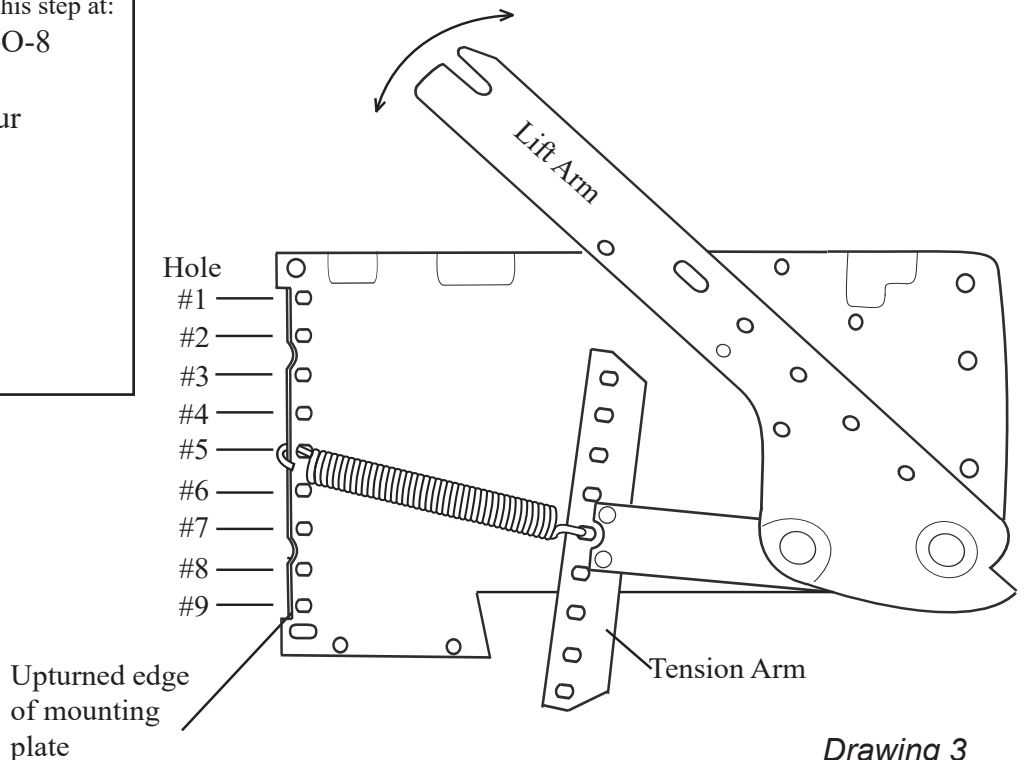 his step at:
O-8
ur
Lift Arm
Hole
#1
#2
#3
#4
#5
#6
#7
#8
#9
Tension Arm
Upturned edge
of mounting
plate
Drawing 3